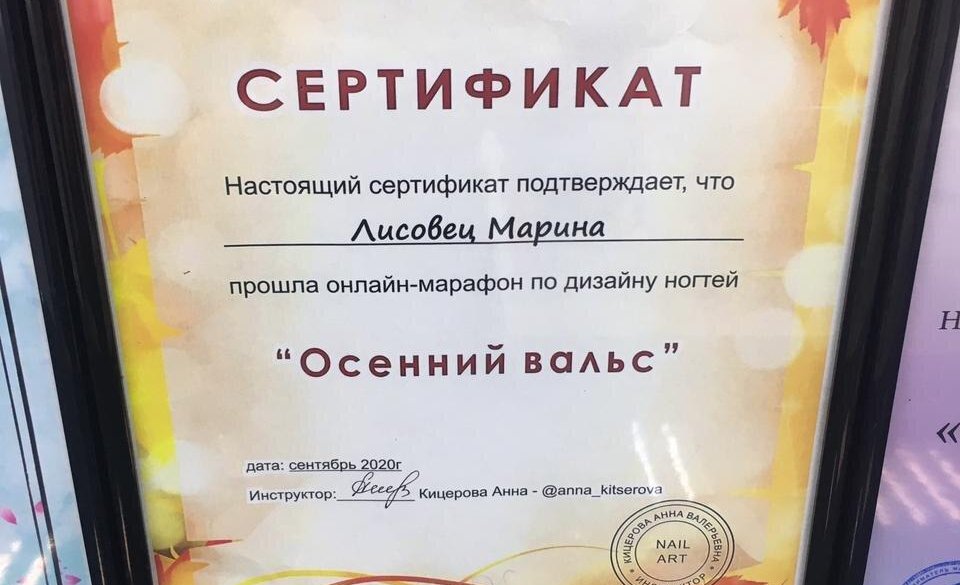 СЕРТИФИКАТ
Настоящий сертификат подтверждает, что
Лисовец Марина
прошла онлайн-марафон по дизайну ногтей
“Осенний вальс”
дата: сентябрь 2020г
Инструктор: Кицерова Анна - @anna_kitserova
КИЦЕРОВА АННА ВАЛЕРЬЕВНА
NAIL
ART
ИНСТРУКТОР
Н
«